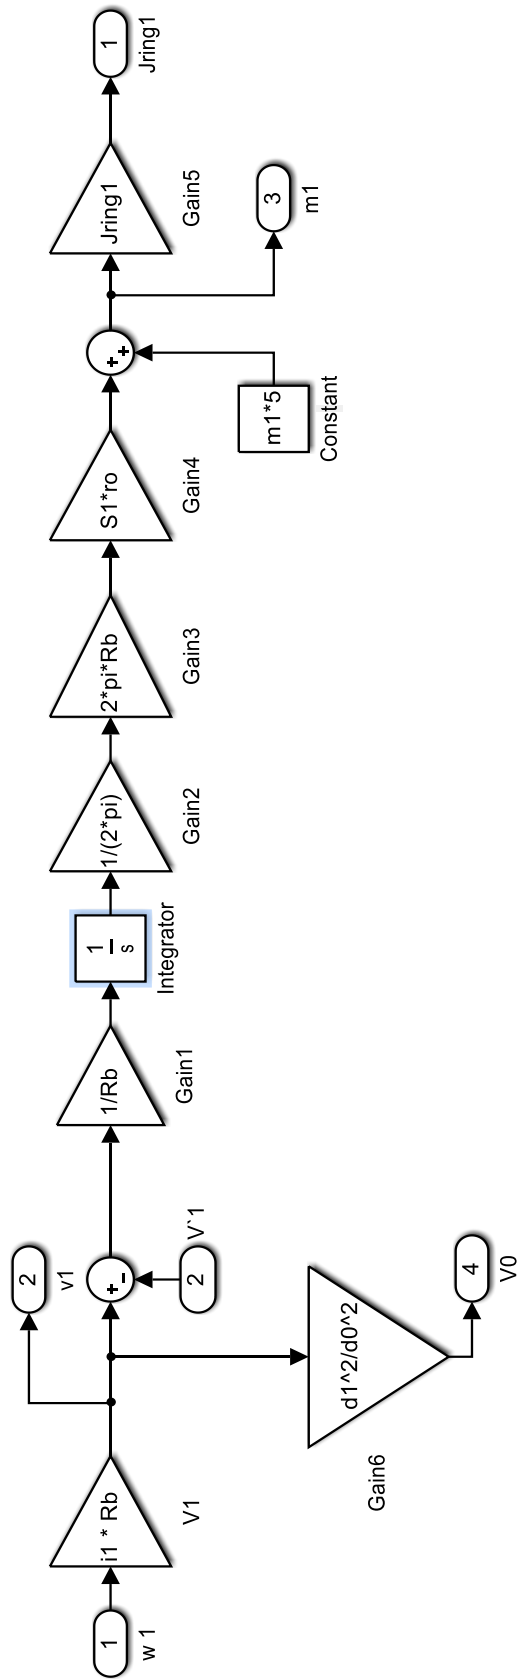 1
w 1
i1 * Rb
V1
2
v1
+
-
2
V`1
d1^2/d0^2
Gain6
4
V0
1/Rb
Gain1
1
s
Integrator
1/(2*pi)
Gain2
2*pi*Rb
Gain3
S1*ro
Gain4
+
+
m1*5
Constant
3
m1
Jring1
Gain5
1
Jring1